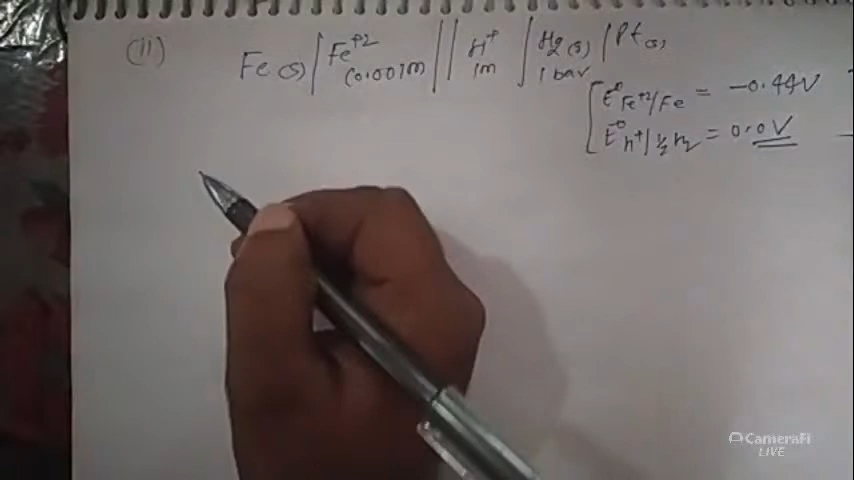 (ii) Fe(s) | Fe+2 || H+ | H2(g) | Pt(s)
(0.001m) 1m 1 bar
E° Fe+2/Fe = -0.44V
E° H+/½H2 = 0.0V
CameraFi
LIVE